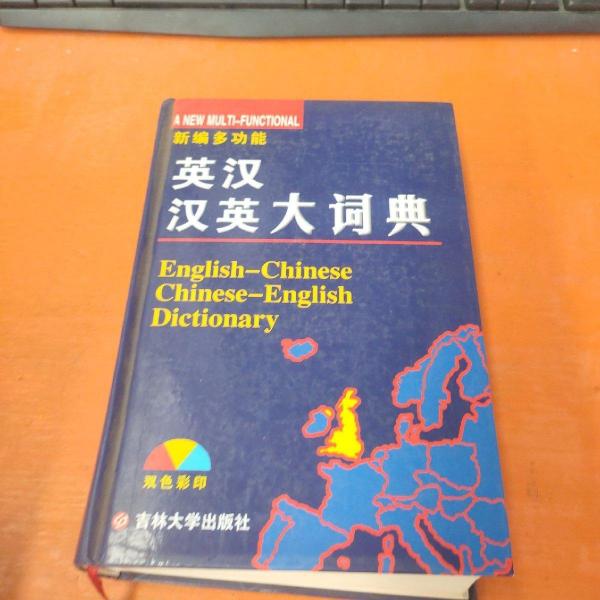 A NEW MULTI-FUNCTIONAL
新编多功能
英汉
汉英大词典
English-Chinese
Chinese-English
Dictionary
双色彩印
吉林大学出版社